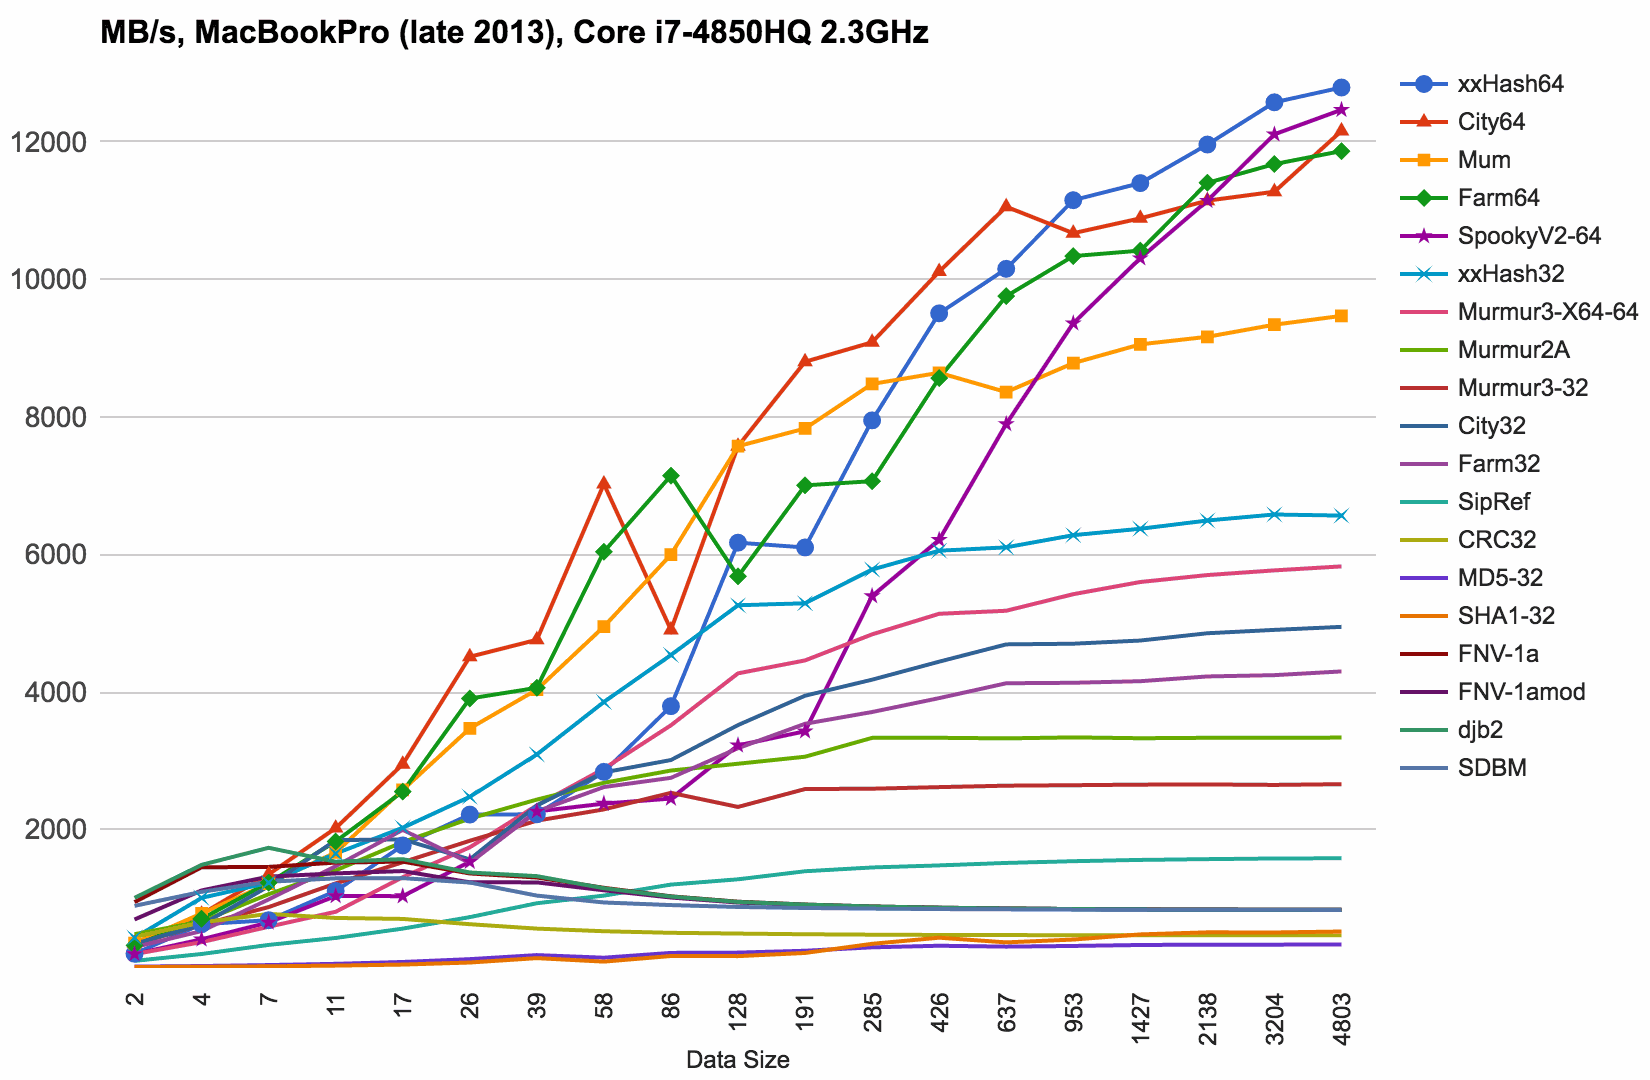 MB/s, MacBookPro (late 2013), Core i7-4850HQ 2.3GHz
12000
10000
8000
6000
4000
2000
2
4
7
11
17
26
39
58
86
128
191
285
426
637
953
1427
2138
3204
4803
Data Size
xxHash64
City64
Mum
Farm64
SpookyV2-64
xxHash32
Murmur3-X64-64
Murmur2A
Murmur3-32
City32
Farm32
SipRef
CRC32
MD5-32
SHA1-32
FNV-1a
FNV-1amod
djb2
SDBM